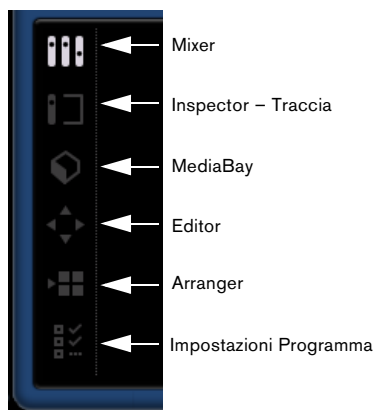 Mixer
Inspector – Traccia
MediaBay
Editor
Arranger
Impostazioni Programma